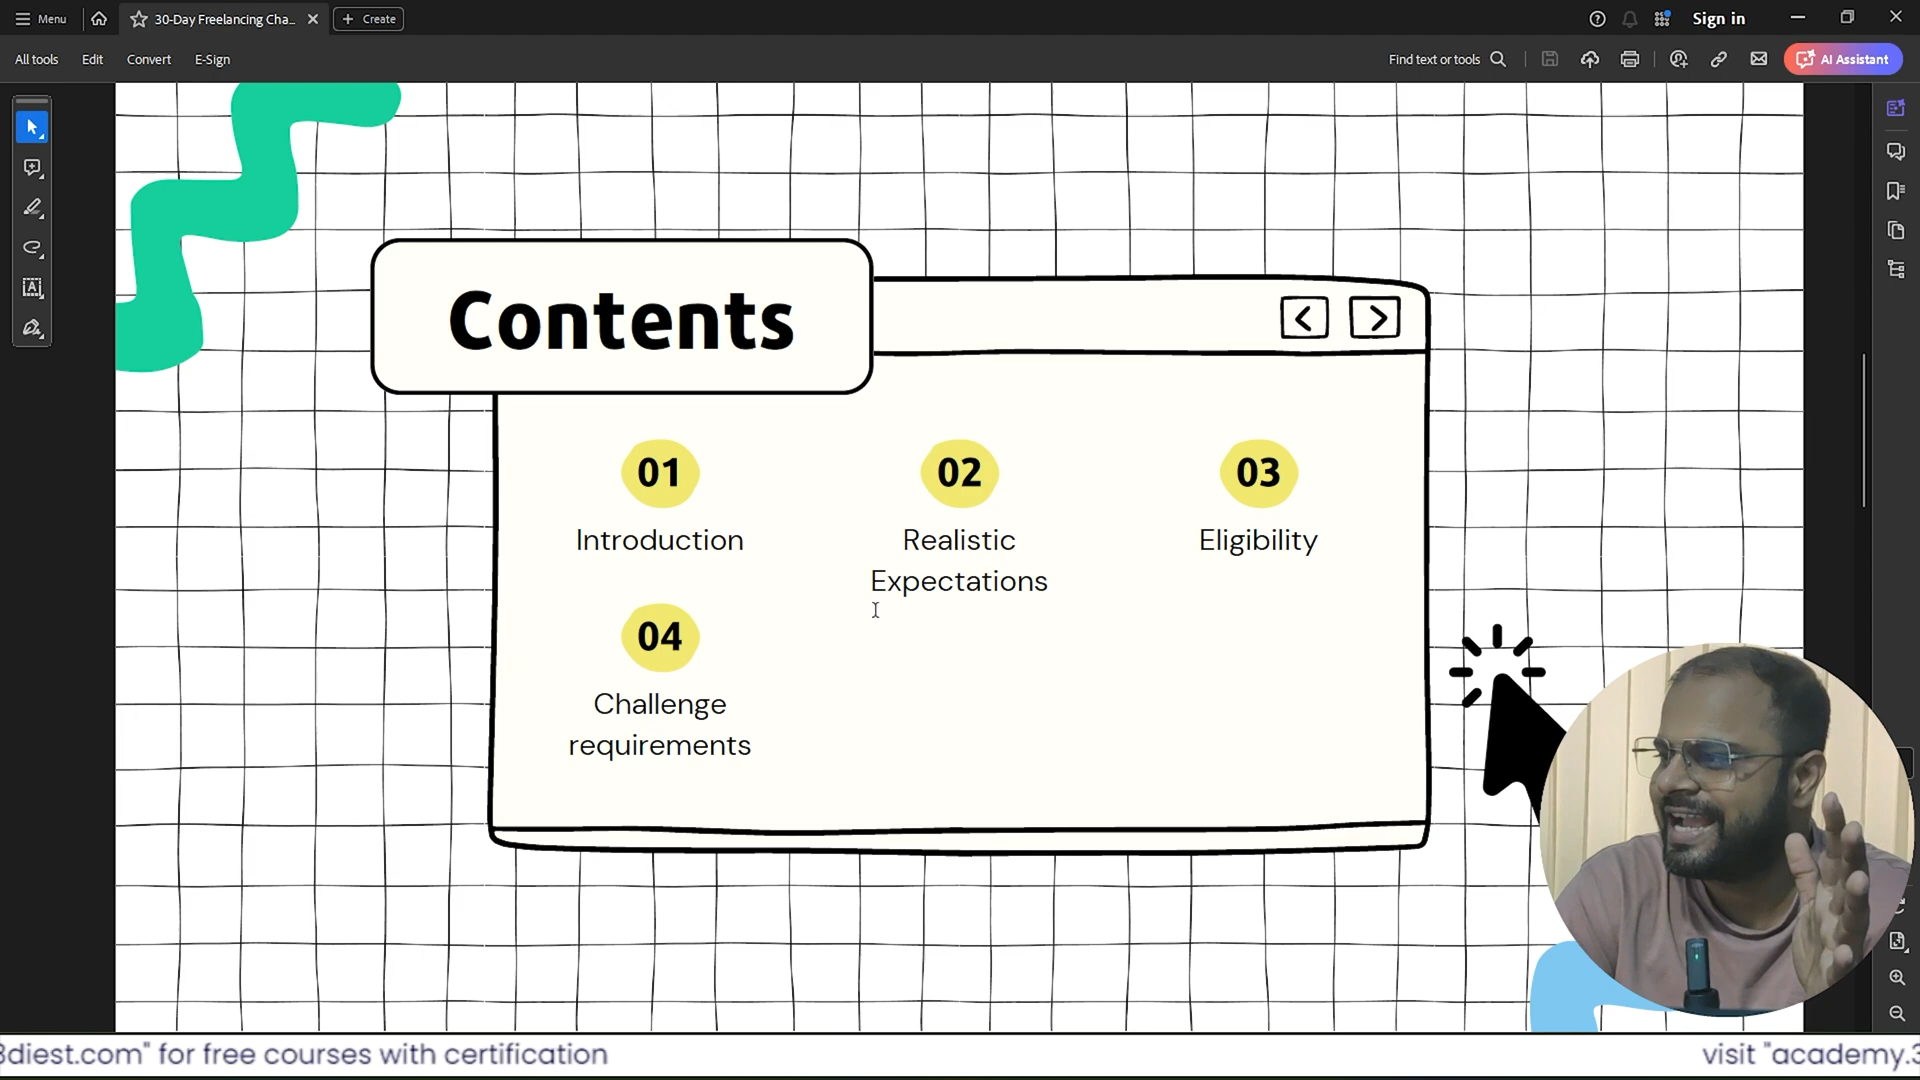 Menu
30-Day Freelancing Cha...
Create
Sign in
All tools
Edit
Convert
E-Sign
Find text or tools
AI Assistant
Contents
01
02
03
Introduction
Realistic
Expectations
Eligibility
04
Challenge
requirements
3diest.com" for free courses with certification
visit "academy.3